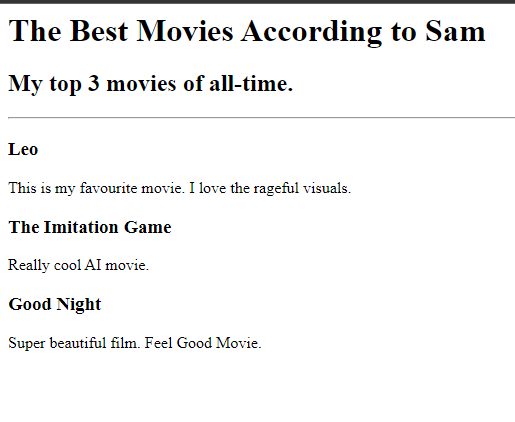 The Best Movies According to Sam
My top 3 movies of all-time.
Leo
This is my favourite movie. I love the rageful visuals.
The Imitation Game
Really cool AI movie.
Good Night
Super beautiful film. Feel Good Movie.